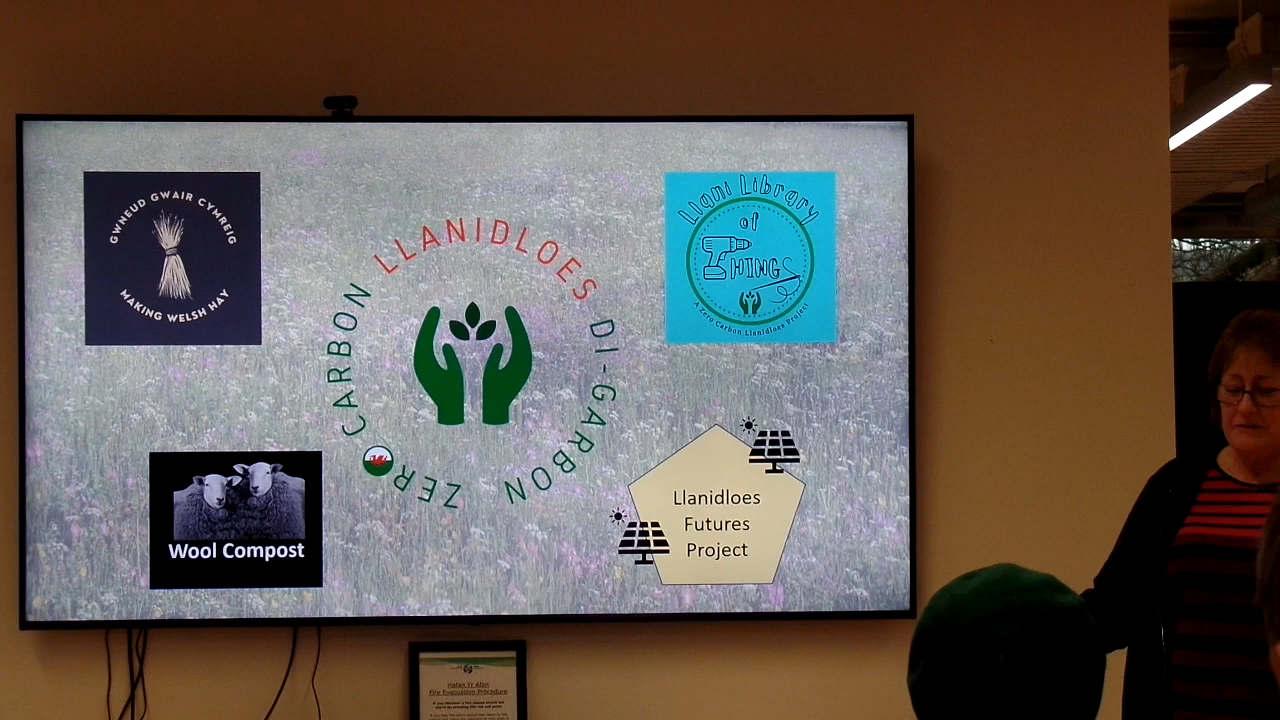 GWNEUD GWAIR CYMREIG
MAKING WELSH HAY
LLANIDLOES
DI-GARBON
ZERO CARBON
Llani Library
of
THINGS
A Zero Carbon Llanidloes Project
Wool Compost
Llanidloes
Futures
Project
Hafan Yr Afon
Fire Evacuation Procedure